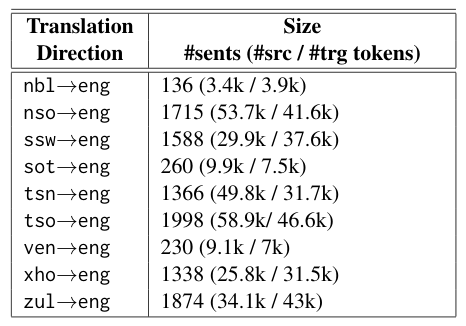 Translation Size
Direction #sents (#src / #trg tokens)
nbl→eng 136 (3.4k / 3.9k)
nso→eng 1715 (53.7k / 41.6k)
ssw→eng 1588 (29.9k / 37.6k)
sot→eng 260 (9.9k / 7.5k)
tsn→eng 1366 (49.8k / 31.7k)
tso→eng 1998 (58.9k/ 46.6k)
ven→eng 230 (9.1k / 7k)
xho→eng 1338 (25.8k / 31.5k)
zul→eng 1874 (34.1k / 43k)